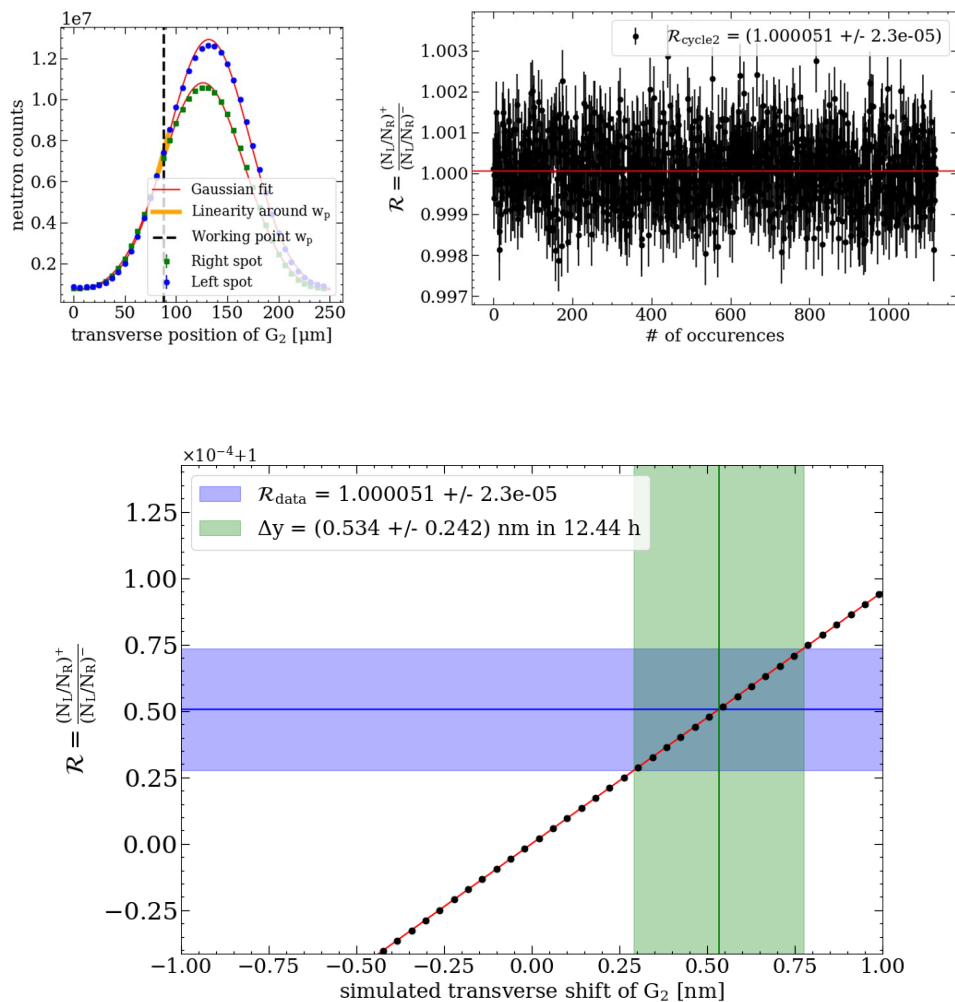 1e7
neutron counts
1.2
1.0
0.8
0.6
0.4
0.2
Gaussian fit
Linearity around wₚ
Working point wₚ
Right spot
Left spot
0 50 100 150 200 250
transverse position of G₂ [μm]
ℛ = (N_L/N_R)⁺ / (N_L/N_R)⁻
1.003
1.002
1.001
1.000
0.999
0.998
0.997
ℛcycle2 = (1.000051 +/- 2.3e-05)
0 200 400 600 800 1000
# of occurences
×10⁻⁴+1
ℛ = (N_L/N_R)⁺ / (N_L/N_R)⁻
1.25
1.00
0.75
0.50
0.25
0.00
−0.25
ℛdata = 1.000051 +/- 2.3e-05
Δy = (0.534 +/- 0.242) nm in 12.44 h
−1.00 −0.75 −0.50 −0.25 0.00 0.25 0.50 0.75 1.00
simulated transverse shift of G₂ [nm]